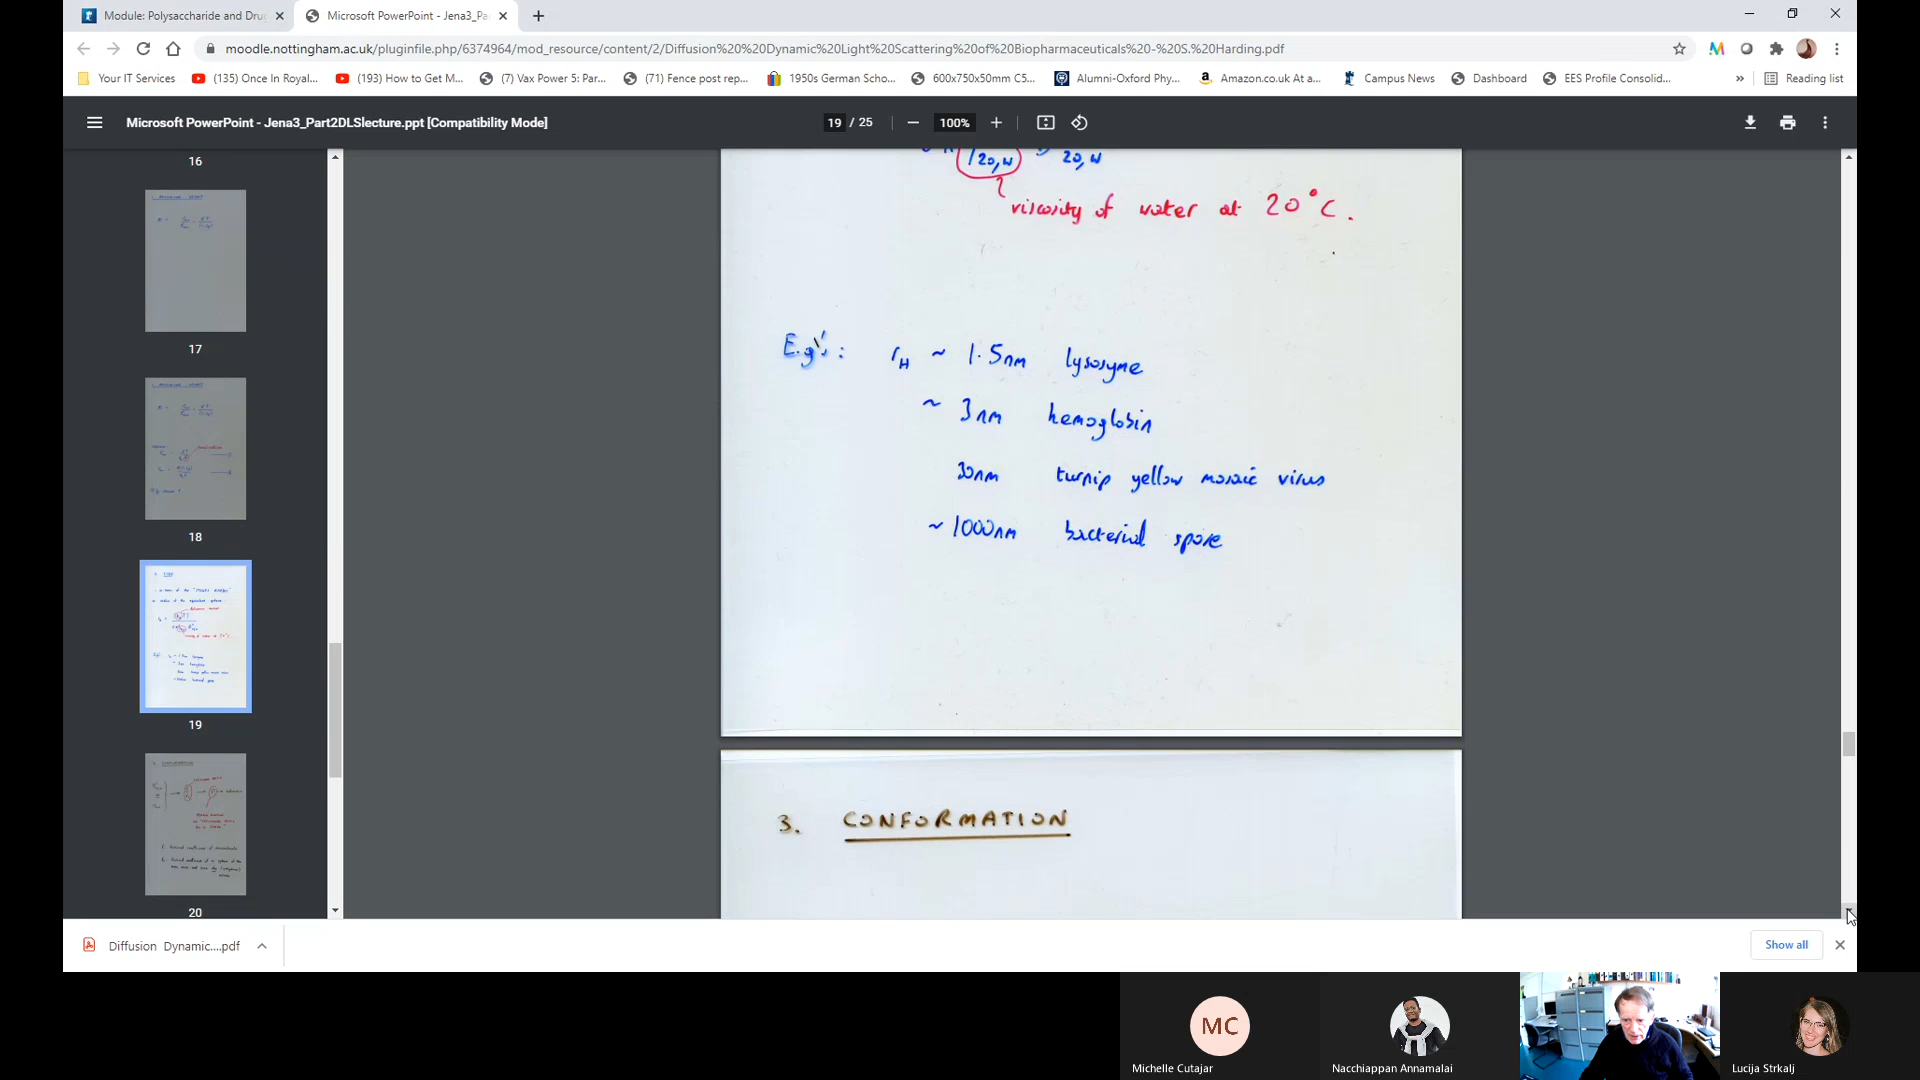 Module: Polysaccharide and Dru
Microsoft PowerPoint - Jena3_Pa
moodle.nottingham.ac.uk/pluginfile.php/6374964/mod_resource/content/2/Diffusion%20%20Dynamic%20Light%20Scattering%20of%20Biopharmaceuticals%20-%20S.%20Harding.pdf
Your IT Services
(135) Once In Royal...
(193) How to Get M...
(7) Vax Power 5: Par...
(71) Fence post rep...
1950s German Scho...
600x750x50mm C5...
Alumni-Oxford Phy...
Amazon.co.uk At a...
Campus News
Dashboard
EES Profile Consolid...
»
Reading list
Microsoft PowerPoint - Jena3_Part2DLSlecture.ppt [Compatibility Mode]
19 / 25
100%
16
17
18
19
20
20,w 20,w
viscosity of water at 20°C.
E.g's: rH ~ 1.5nm lysosyme
~ 3nm hemoglobin
30nm turnip yellow mosaic virus
~ 1000nm bacterial spore
3. CONFORMATION
Diffusion Dynamic....pdf
Show all
MC
Michelle Cutajar
Nacchiappan Annamalai
Lucija Strkalj